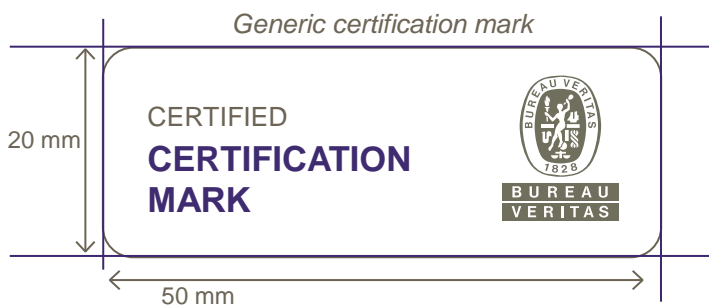 Generic certification mark
20 mm
CERTIFIED
CERTIFICATION
MARK
BUREAU VERITAS
1828
BUREAU
VERITAS
50 mm